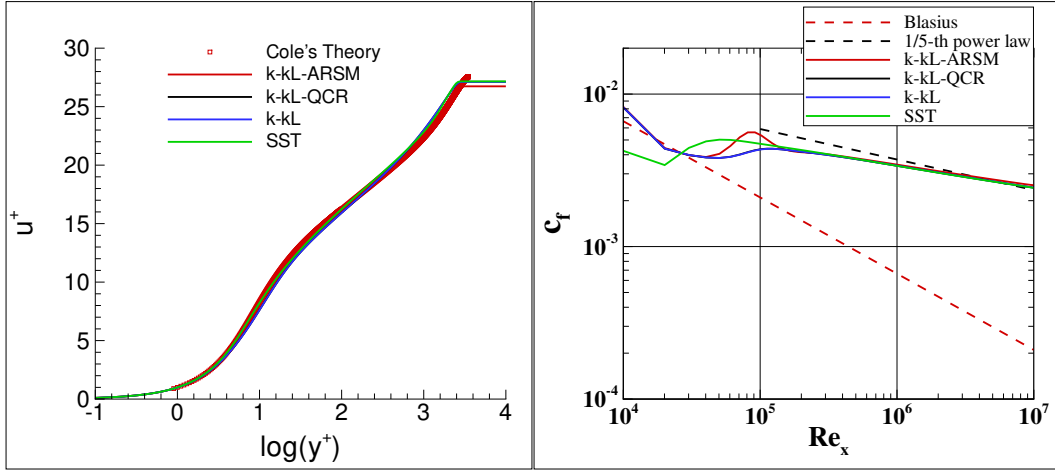 30
25
20
15
10
5
0
u+
-1 0 1 2 3 4
log(y+)
Cole's Theory
k-kL-ARSM
k-kL-QCR
k-kL
SST
Blasius
1/5-th power law
k-kL-ARSM
k-kL-QCR
k-kL
SST
10-2
10-3
10-4
cf
104 105 106 107
Rex